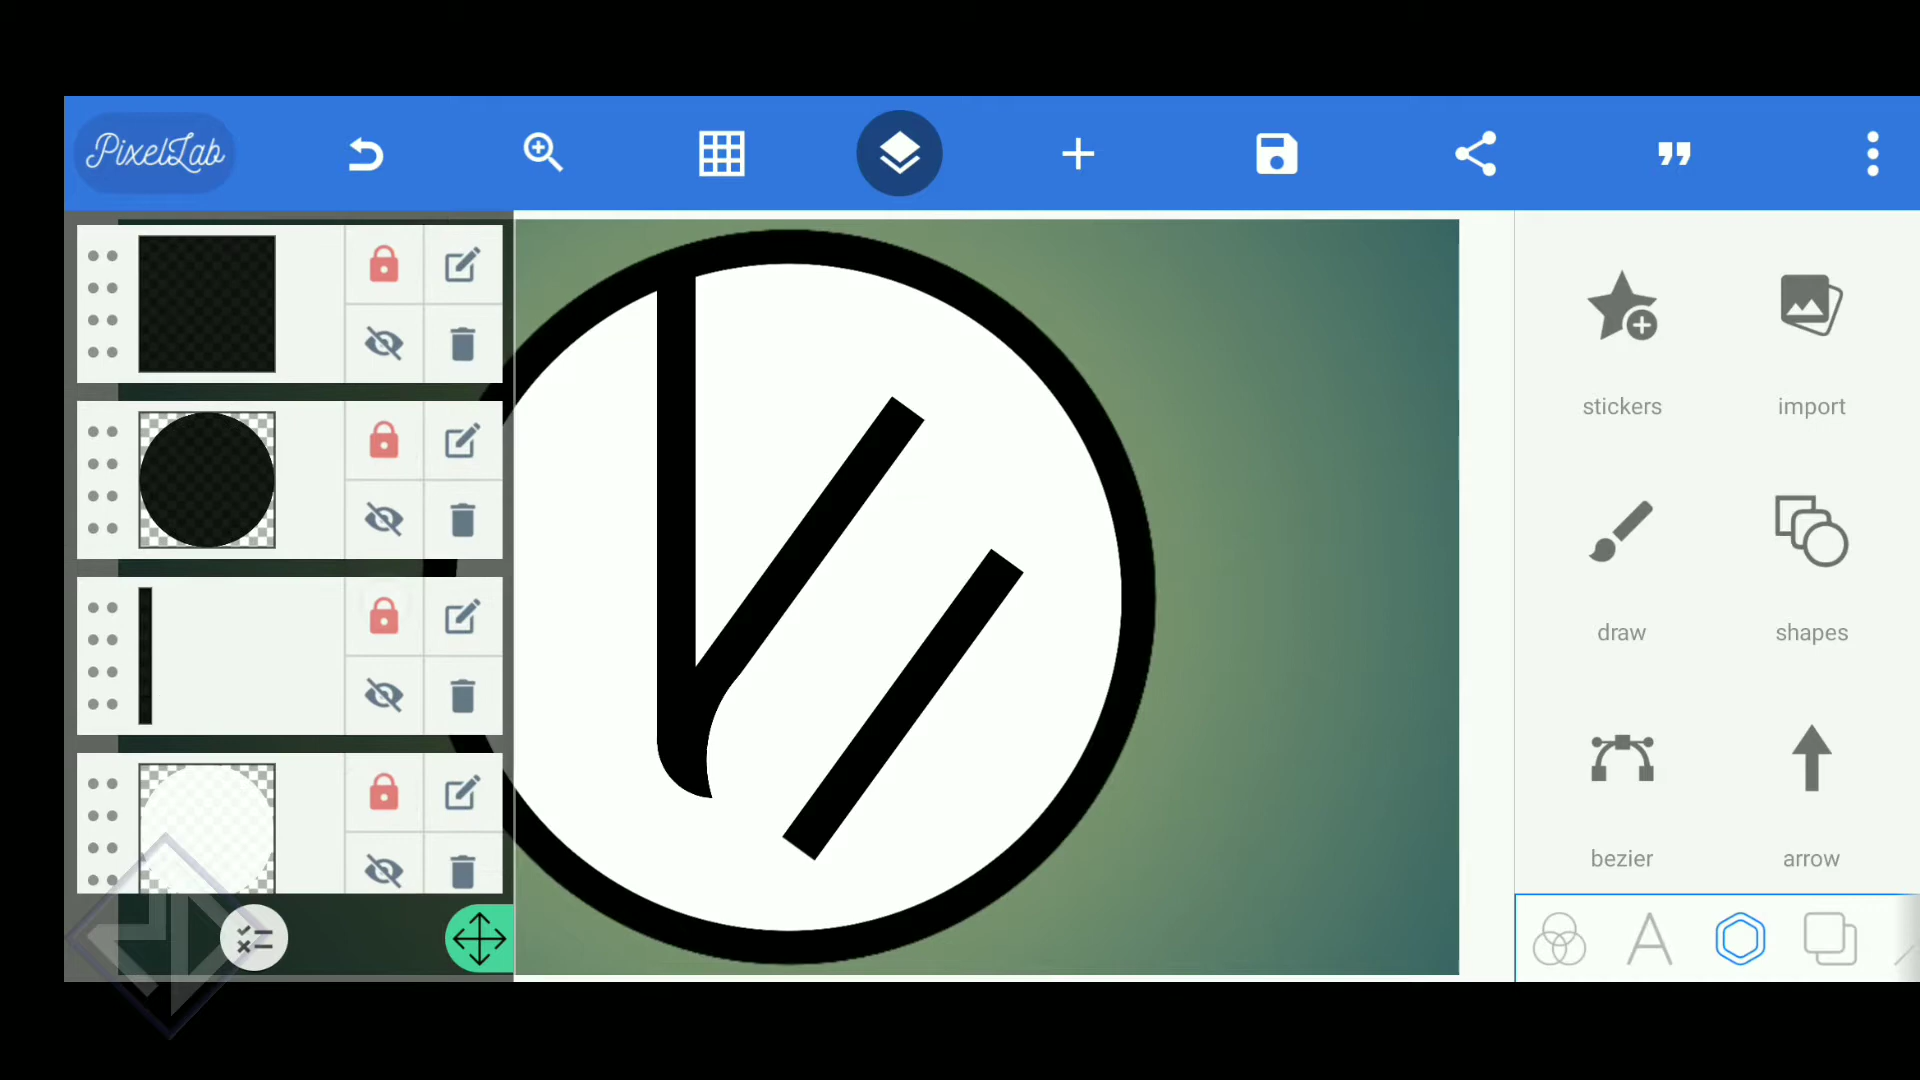 PixelLab
stickers
import
draw
shapes
bezier
arrow